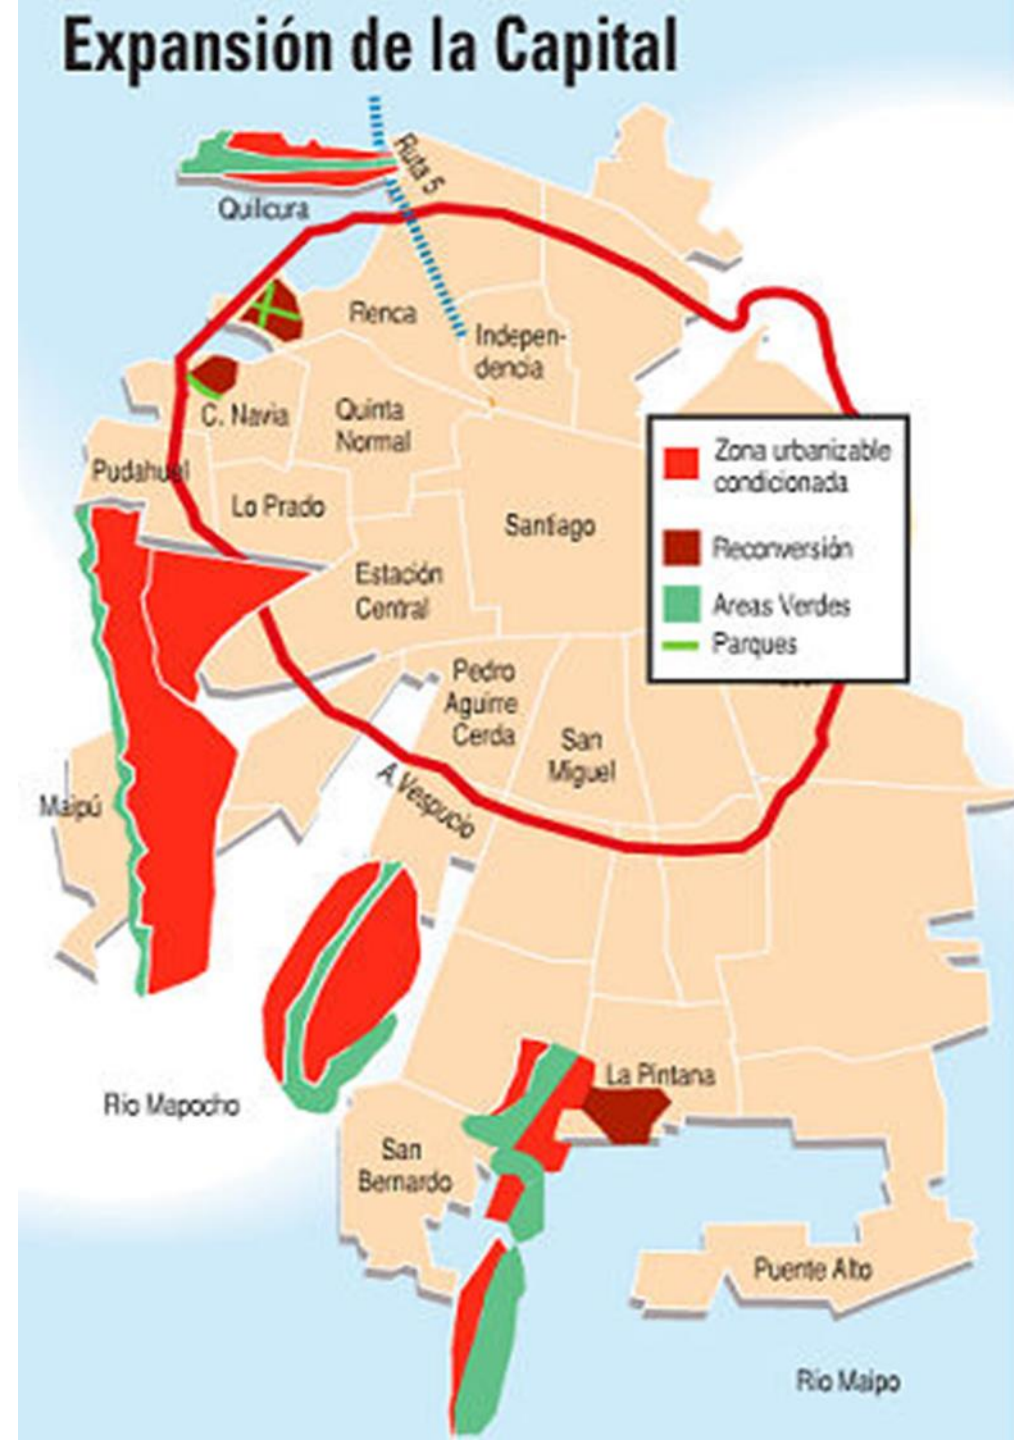 Expansión de la Capital
Ruta 5
Quilicura
Renca
Indepen-
dencia
C. Navia
Quinta
Normal
Pudahuel
Lo Prado
Santiago
Estación
Central
Zona urbanizable
condicionada
Reconversión
Areas Verdes
Parques
Pedro
Aguirre
Cerda
San
Miguel
Maipú
A. Vespucio
La Pintana
Río Mapocho
San
Bernardo
Puente Alto
Río Maipo